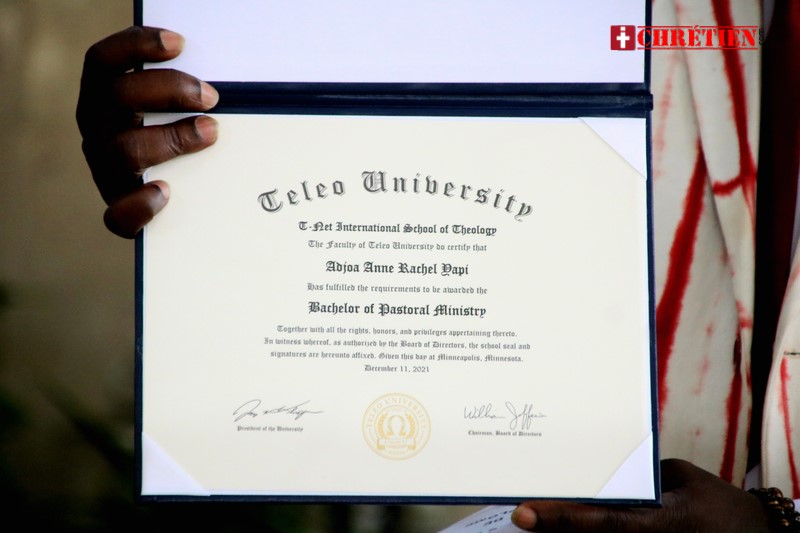 CHRÉTIEN
Teleo University
T-Net International School of Theology
The Faculty of Teleo University do certify that
Adjoa Anne Rachel Yapi
Has fulfilled the requirements to be awarded the
Bachelor of Pastoral Ministry
Together with all the rights, honors, and privileges appertaining thereto.
In witness whereof, as authorized by the Board of Directors, the school seal and
signatures are hereunto affixed. Given this day at Minneapolis, Minnesota.
December 11, 2021
President of the University
TELEO UNIVERSITY
Chairman, Board of Directors